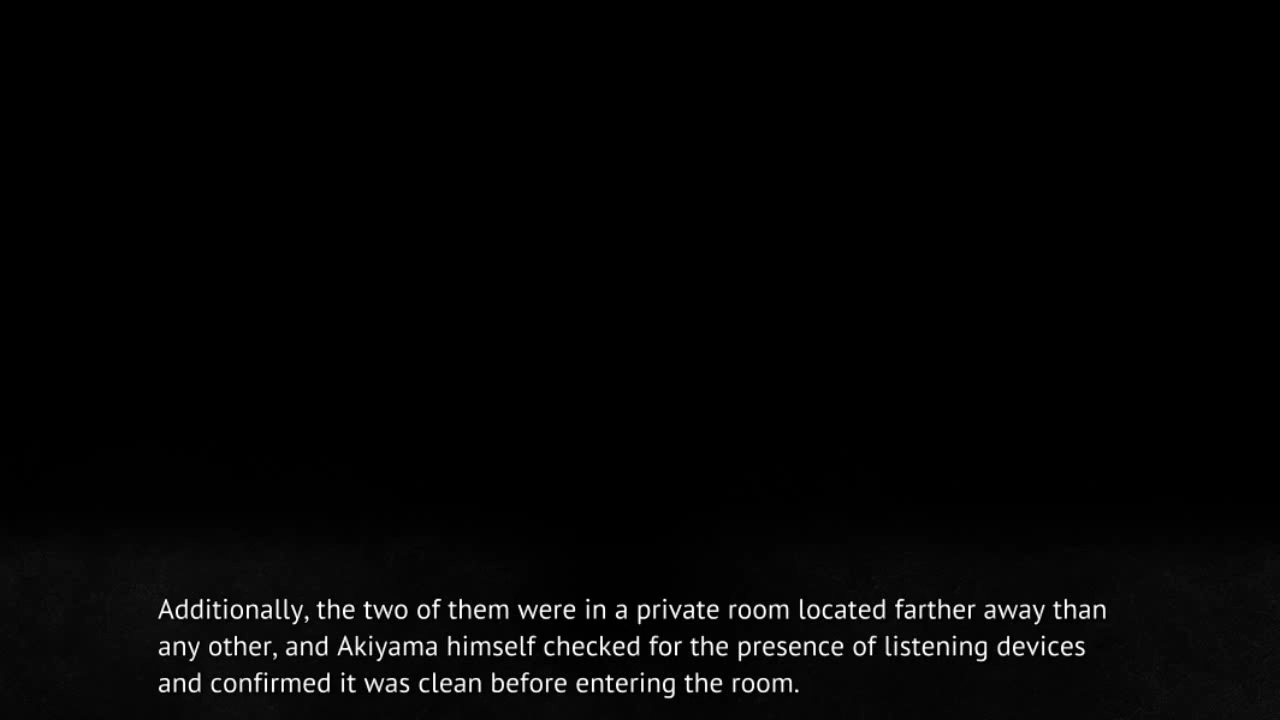 Additionally, the two of them were in a private room located farther away than
any other, and Akiyama himself checked for the presence of listening devices
and confirmed it was clean before entering the room.